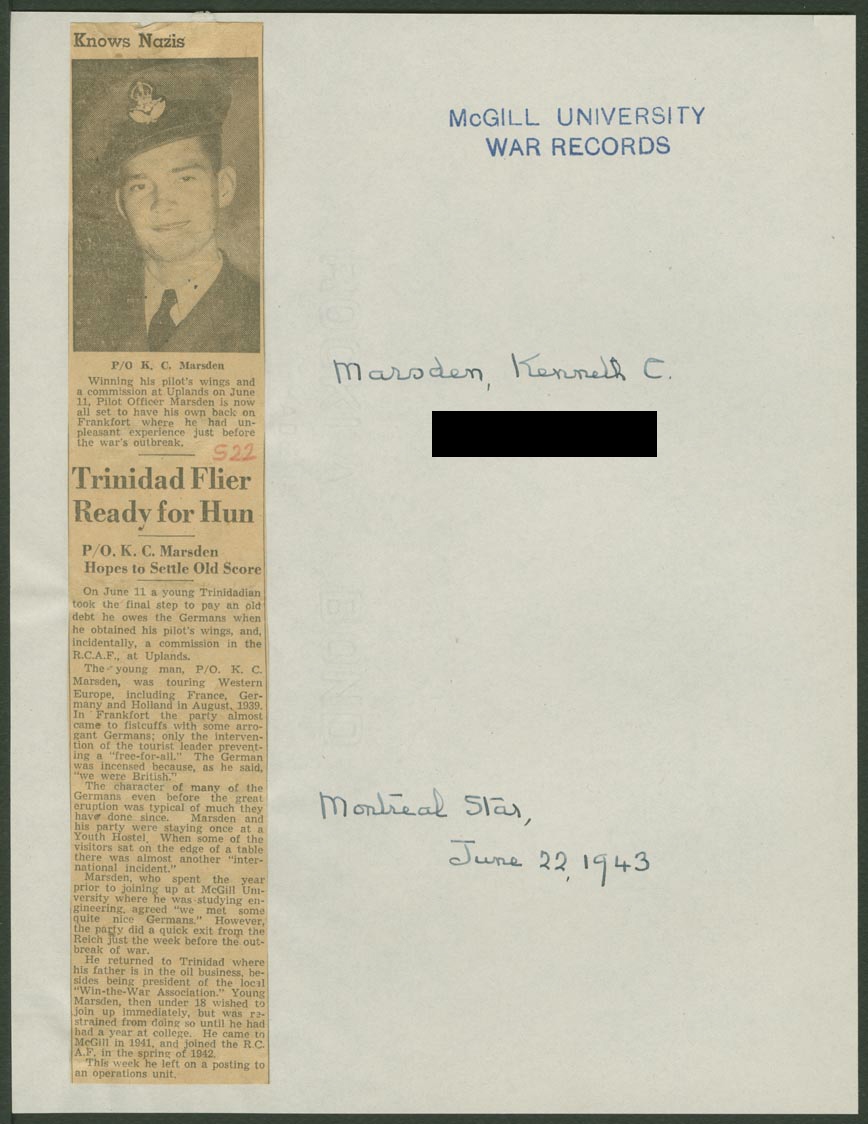 Knows Nazis
P/O K. C. Marsden
Winning his pilot's wings and
a commission at Uplands on June
11, Pilot Officer Marsden is now
all set to have his own back on
Frankfort where he had un-
pleasant experience just before
the war's outbreak.
522
Trinidad Flier
Ready for Hun
P/O. K. C. Marsden
Hopes to Settle Old Score
On June 11 a young Trinidadian
took the final step to pay an old
debt he owes the Germans when
he obtained his pilot's wings, and,
incidentally, a commission in the
R.C.A.F., at Uplands.
The young man, P/O. K. C.
Marsden, was touring Western
Europe, including France, Ger-
many and Holland in August, 1939.
In Frankfort the party almost
came to fistcuffs with some arro-
gant Germans; only the interven-
tion of the tourist leader prevent-
ing a "free-for-all." The German
was incensed because, as he said,
"we were British."
The character of many of the
Germans even before the great
eruption was typical of much they
have done since. Marsden and
his party were staying once at a
Youth Hostel. When some of the
visitors sat on the edge of a table
there was almost another "inter-
national incident."
Marsden, who spent the year
prior to joining up at McGill Uni-
versity where he was studying en-
gineering, agreed "we met some
quite nice Germans." However,
the party did a quick exit from the
Reich just the week before the out-
break of war.
He returned to Trinidad where
his father is in the oil business, be-
sides being president of the local
"Win-the-War Association." Young
Marsden, then under 18 wished to
join up immediately, but was re-
strained from doing so until he had
had a year at college. He came to
McGill in 1941, and joined the R.C.
A.F. in the spring of 1942.
This week he left on a posting to
an operations unit.
McGILL UNIVERSITY
WAR RECORDS
Marsden, Kenneth C.
Montreal Star,
June 22, 1943